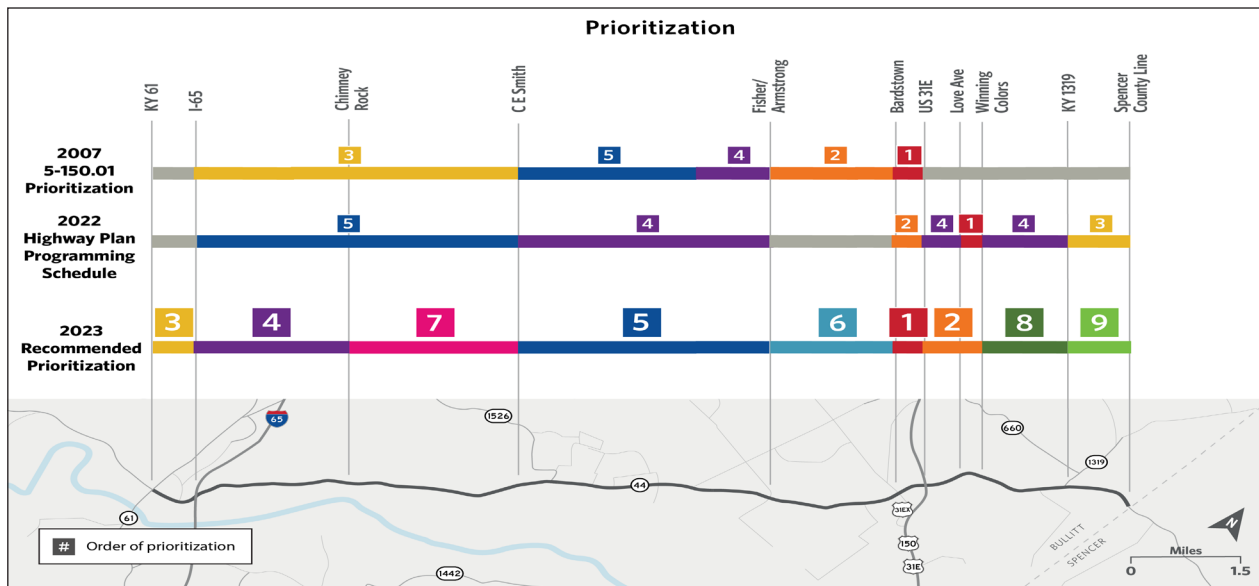 Prioritization
KY 61
I-65
Chimney
Rock
C E Smith
Fisher/
Armstrong
Bardstown
US 31E
Love Ave
Winning
Colors
KY 1319
Spencer
County Line
2007
5-150.01
Prioritization
3
5
4
2
1
2022
Highway Plan
Programming
Schedule
5
4
2
4
1
4
3
2023
Recommended
Prioritization
3
4
7
5
6
1
2
8
9
65
1526
660
1319
44
61
31EX
150
31E
1442
BULLITT
SPENCER
N
# Order of prioritization
Miles
0 1.5